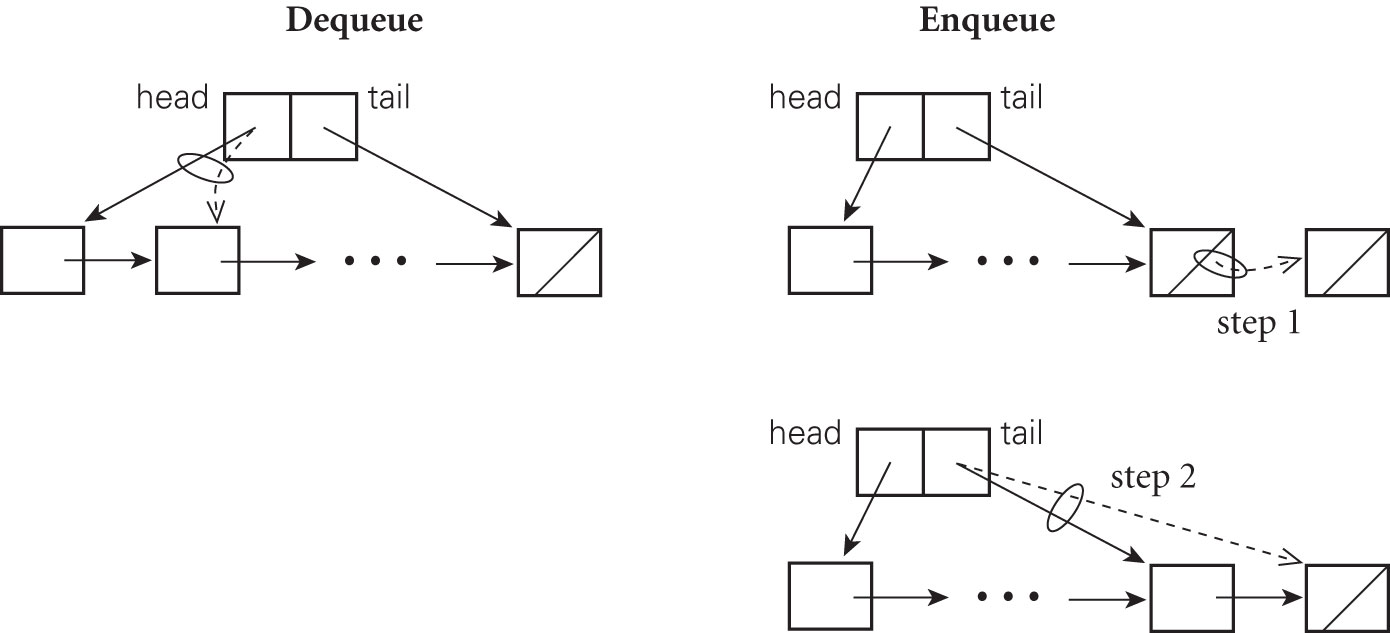 Dequeue
head tail
Enqueue
head tail
step 1
head tail
step 2